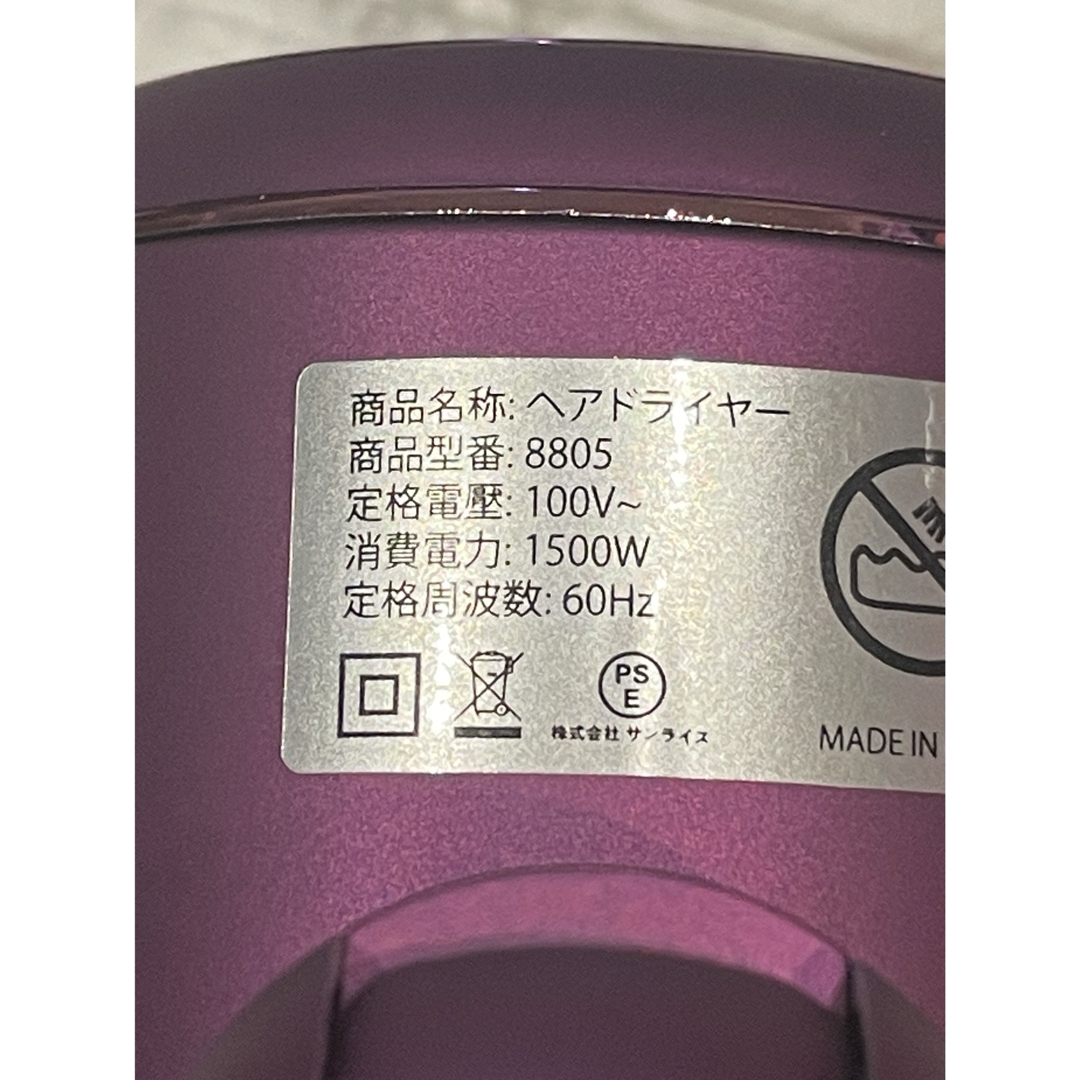 商品名称: ヘアドライヤー
商品型番: 8805
定格電壓: 100V~
消費電力: 1500W
定格周波数: 60Hz
PS
E
株式会社 サンライズ
MADE IN